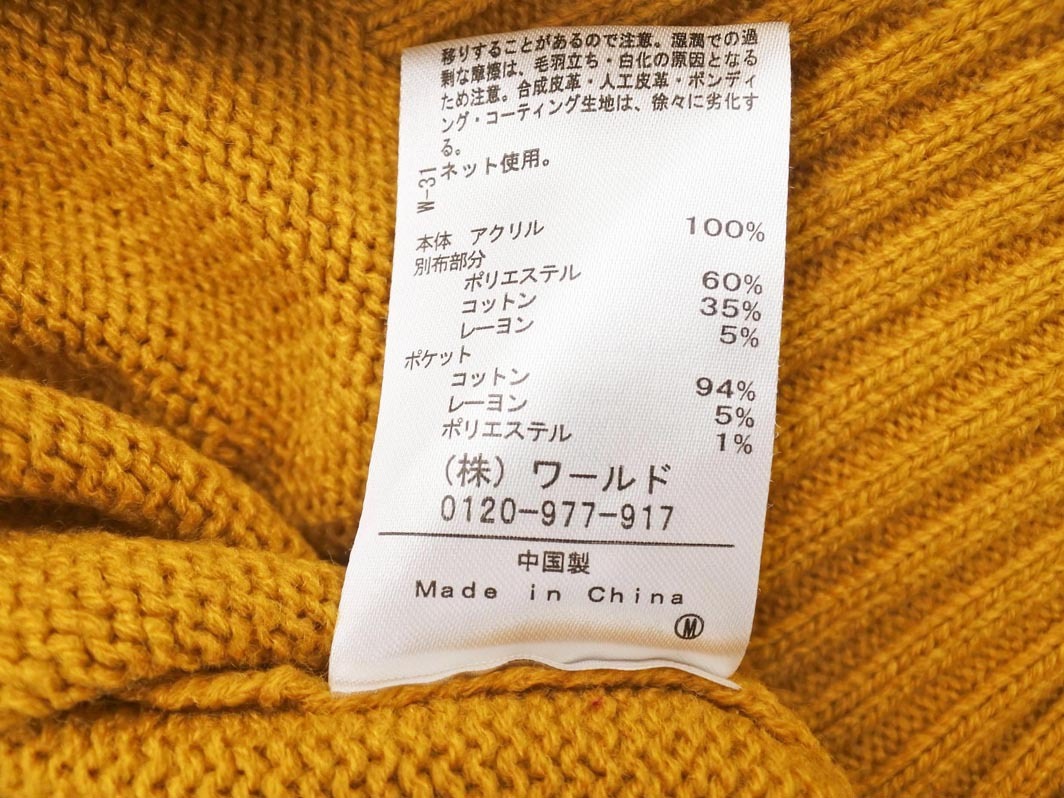 移りすることがあるので注意。湿潤での過
剰な摩擦は、毛羽立ち・白化の原因となる
ため注意。合成皮革・人工皮革・ボンディ
ング・コーティング生地は、徐々に劣化す
る。
W-31
ネット使用。
本体 アクリル 100%
別布部分
ポリエステル 60%
コットン 35%
レーヨン 5%
ポケット
コットン 94%
レーヨン 5%
ポリエステル 1%
(株) ワールド
0120-977-917
中国製
Made in China
Ⓜ